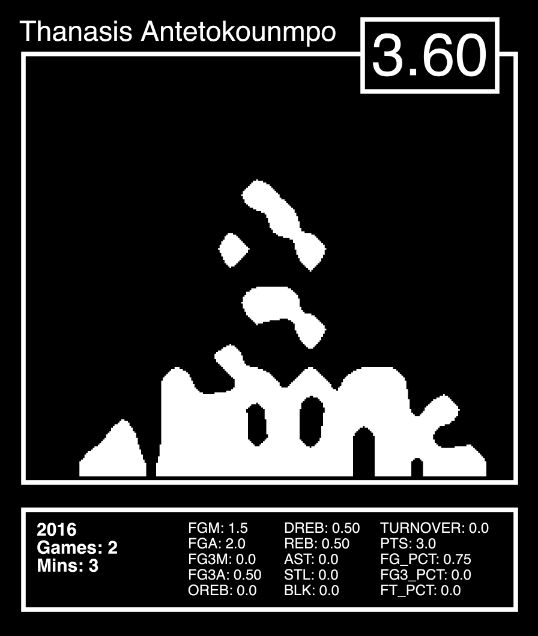 Thanasis Antetokounmpo
3.60
2016
Games: 2
Mins: 3
FGM: 1.5
FGA: 2.0
FG3M: 0.0
FG3A: 0.50
OREB: 0.0
DREB: 0.50
REB: 0.50
AST: 0.0
STL: 0.0
BLK: 0.0
TURNOVER: 0.0
PTS: 3.0
FG_PCT: 0.75
FG3_PCT: 0.0
FT_PCT: 0.0